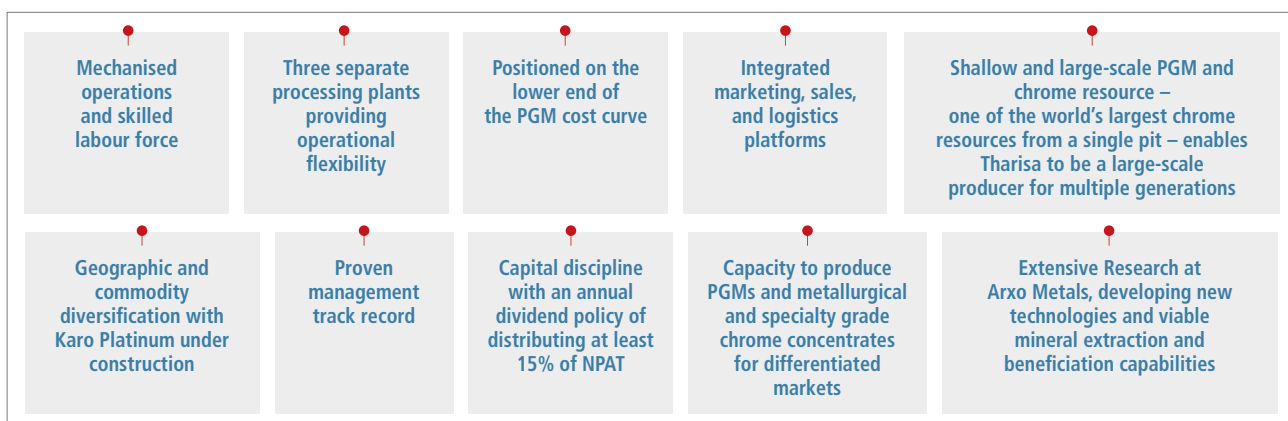 Mechanised
operations
and skilled
labour force
Three separate
processing plants
providing
operational
flexibility
Positioned on the
lower end of
the PGM cost curve
Integrated
marketing, sales,
and logistics
platforms
Shallow and large-scale PGM and
chrome resource –
one of the world’s largest chrome
resources from a single pit – enables
Tharisa to be a large-scale
producer for multiple generations
Geographic and
commodity
diversification with
Karo Platinum under
construction
Proven
management
track record
Capital discipline
with an annual
dividend policy of
distributing at least
15% of NPAT
Capacity to produce
PGMs and metallurgical
and specialty grade
chrome concentrates
for differentiated
markets
Extensive Research at
Arxo Metals, developing new
technologies and viable
mineral extraction and
beneficiation capabilities